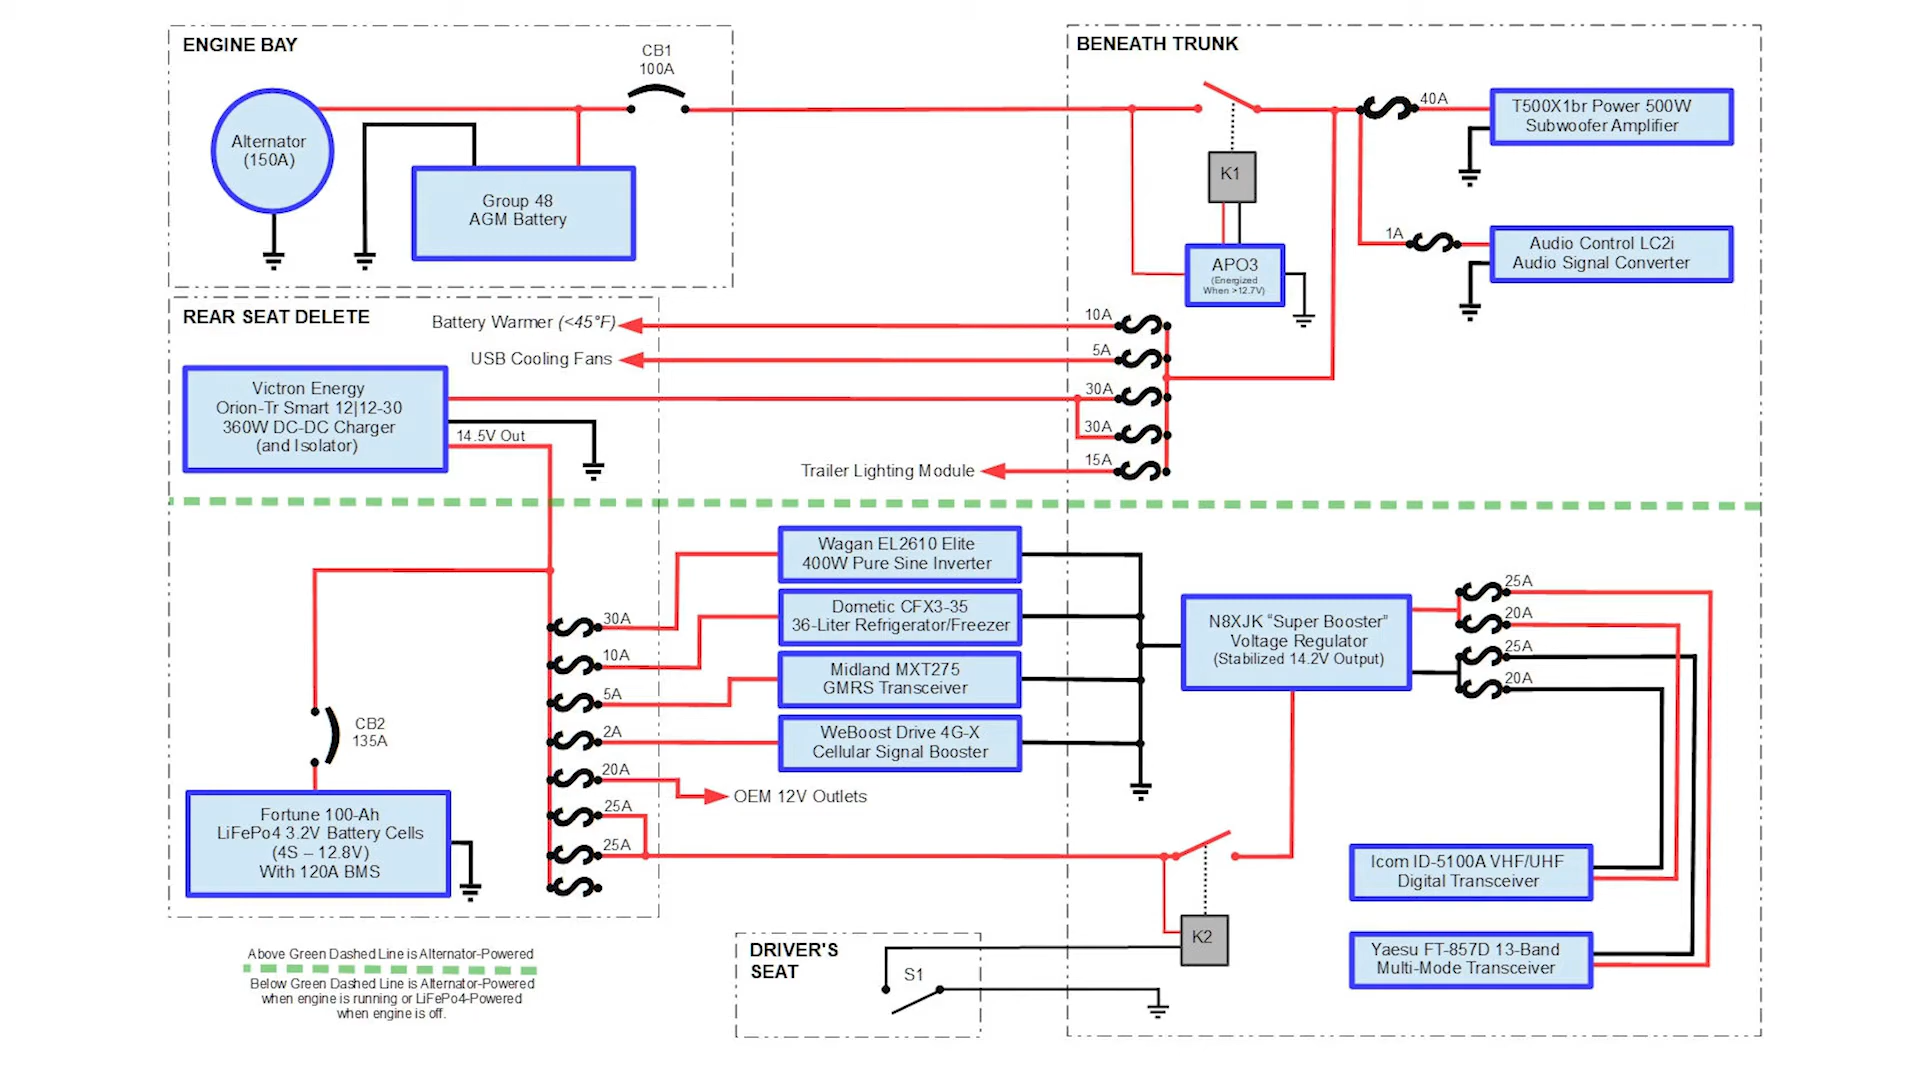 ENGINE BAY
CB1
100A
Alternator
(150A)
Group 48
AGM Battery
BENEATH TRUNK
40A
T500X1br Power 500W
Subwoofer Amplifier
K1
1A
Audio Control LC2i
Audio Signal Converter
APO3
(Energized
When >12.7V)
REAR SEAT DELETE
Battery Warmer (<45°F)
10A
USB Cooling Fans
5A
30A
30A
Trailer Lighting Module
15A
Victron Energy
Orion-Tr Smart 12|12-30
360W DC-DC Charger
(and Isolator)
14.5V Out
Wagan EL2610 Elite
400W Pure Sine Inverter
Dometic CFX3-35
36-Liter Refrigerator/Freezer
Midland MXT275
GMRS Transceiver
WeBoost Drive 4G-X
Cellular Signal Booster
30A
10A
5A
2A
20A
OEM 12V Outlets
25A
25A
CB2
135A
Fortune 100-Ah
LiFePo4 3.2V Battery Cells
(4S – 12.8V)
With 120A BMS
N8XJK “Super Booster”
Voltage Regulator
(Stabilized 14.2V Output)
25A
20A
25A
20A
Icom ID-5100A VHF/UHF
Digital Transceiver
Yaesu FT-857D 13-Band
Multi-Mode Transceiver
K2
DRIVER'S
SEAT
S1
Above Green Dashed Line is Alternator-Powered
Below Green Dashed Line is Alternator-Powered
when engine is running or LiFePo4-Powered
when engine is off.